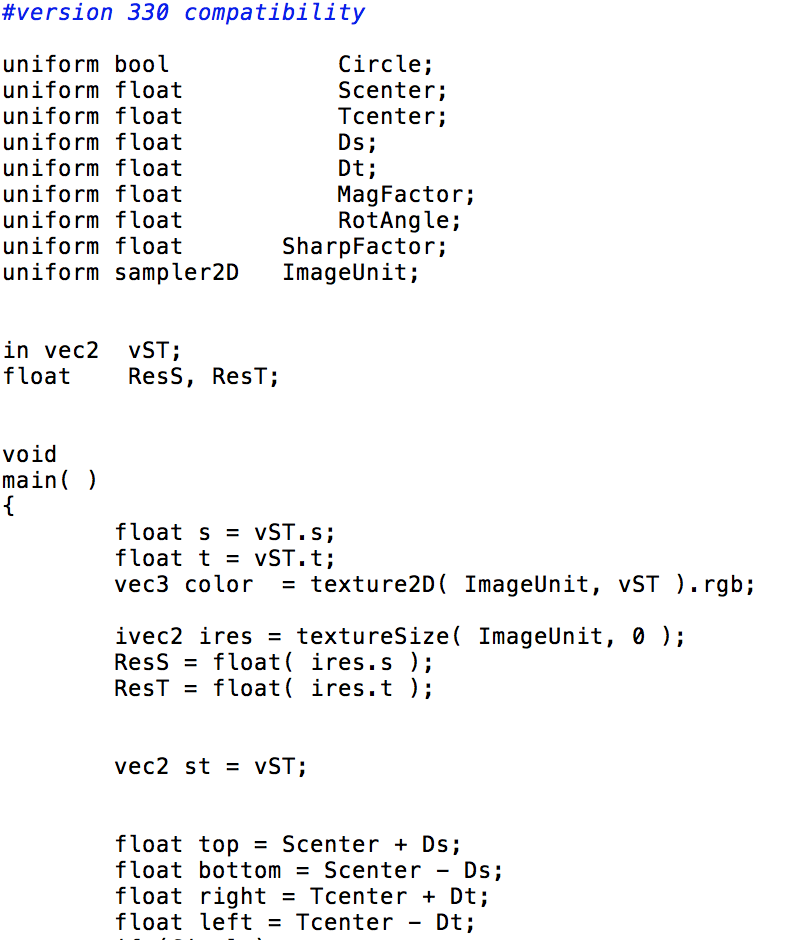 #version 330 compatibility
uniform bool Circle;
uniform float Scenter;
uniform float Tcenter;
uniform float Ds;
uniform float Dt;
uniform float MagFactor;
uniform float RotAngle;
uniform float SharpFactor;
uniform sampler2D ImageUnit;
in vec2 vST;
float ResS, ResT;
void
main( )
{
float s = vST.s;
float t = vST.t;
vec3 color = texture2D( ImageUnit, vST ).rgb;
ivec2 ires = textureSize( ImageUnit, 0 );
ResS = float( ires.s );
ResT = float( ires.t );
vec2 st = vST;
float top = Scenter + Ds;
float bottom = Scenter - Ds;
float right = Tcenter + Dt;
float left = Tcenter - Dt;